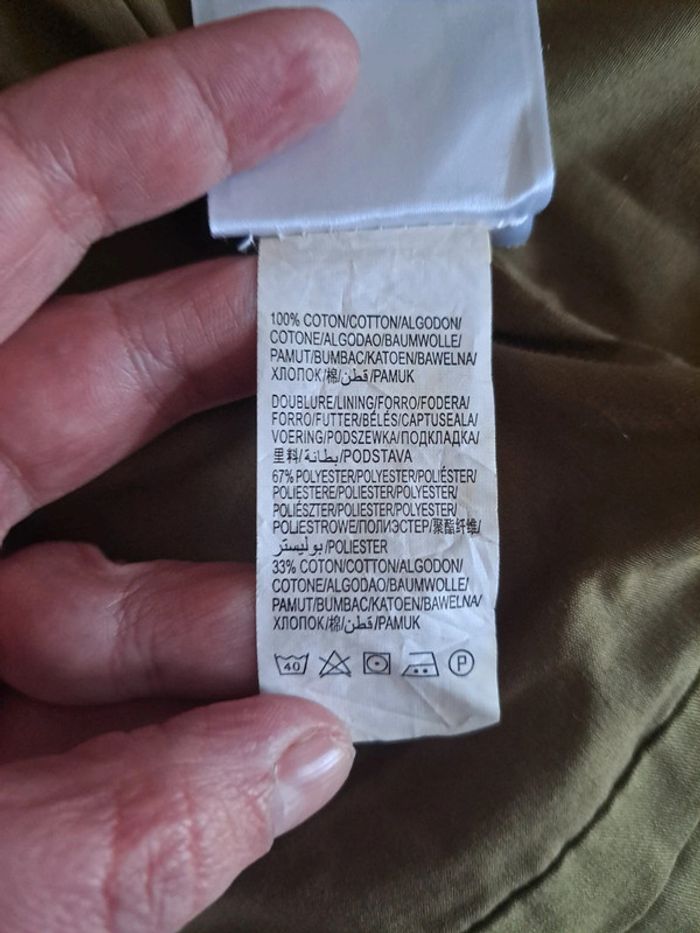 100% COTON/COTTON/ALGODON/
COTONE/ALGODAO/BAUMWOLLE/
PAMUT/BUMBAC/KATOEN/BAWELNA/
ХЛОПОК/棉/قطن/PAMUK
DOUBLURE/LINING/FORRO/FODERA/
FORRO/FUTTER/BÉLÉS/CAPTUSEALA/
VOERING/PODSZEWKA/ПОДКЛАДКА/
里料/بطانة/PODSTAVA
67% POLYESTER/POLYESTER/POLIÉSTER/
POLIESTERE/POLIESTER/POLYESTER/
POLIÉSZTER/POLIESTER/POLYESTER/
POLIESTROWE/ПОЛИЭСТЕР/聚酯纤维/
بوليستر/POLIESTER
33% COTON/COTTON/ALGODON/
COTONE/ALGODAO/BAUMWOLLE/
PAMUT/BUMBAC/KATOEN/BAWELNA/
ХЛОПОК/棉/قطن/PAMUK
40 P